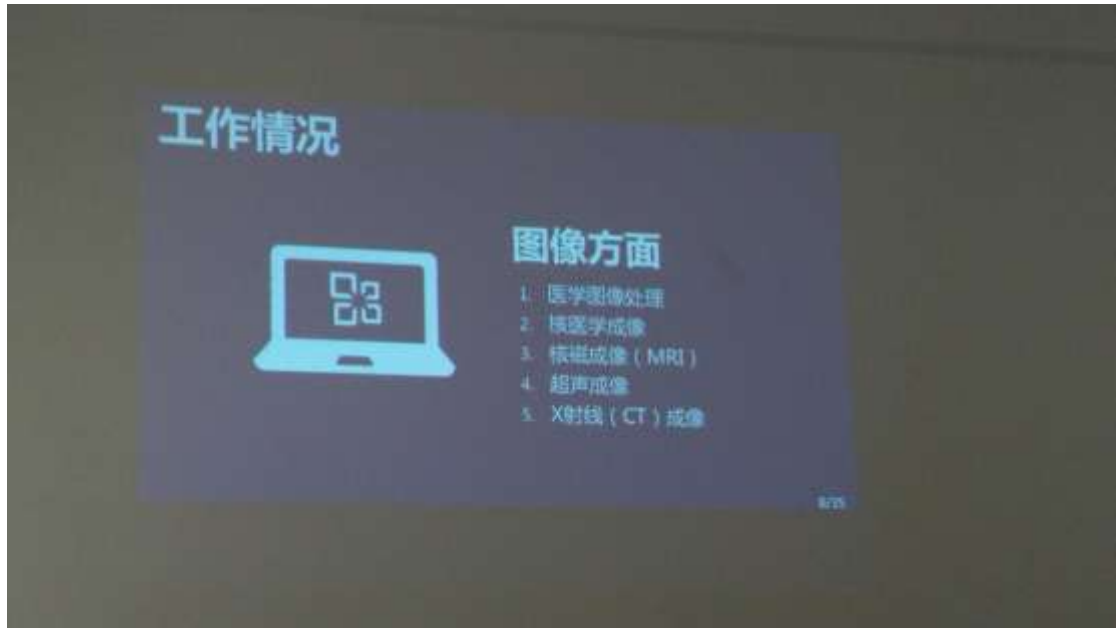 工作情况
图像方面
1. 医学图像处理
2. 核医学成像
3. 核磁成像（MRI）
4. 超声成像
5. X射线（CT）成像